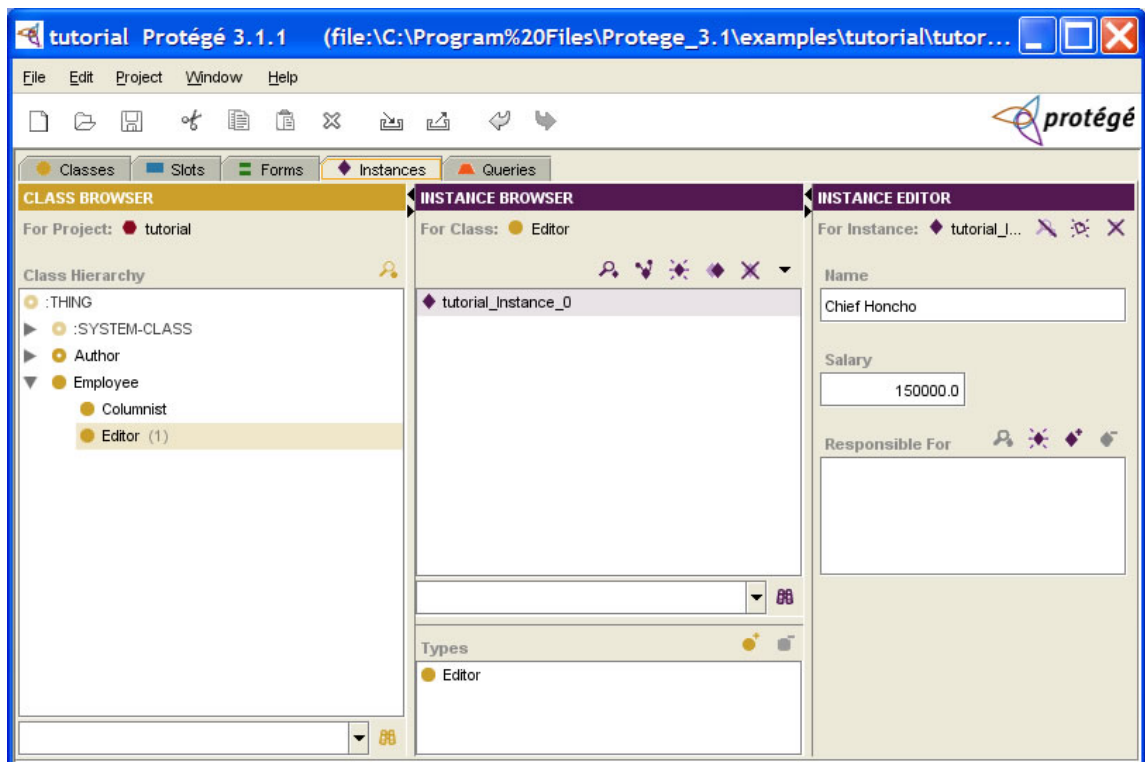 tutorial Protégé 3.1.1 (file:\C:\Program%20Files\Protege_3.1\examples\tutorial\tutor...
File Edit Project Window Help
protégé
Classes Slots Forms Instances Queries
CLASS BROWSER
For Project: tutorial
Class Hierarchy
:THING
:SYSTEM-CLASS
Author
Employee
Columnist
Editor (1)
INSTANCE BROWSER
For Class: Editor
tutorial_Instance_0
Types
Editor
INSTANCE EDITOR
For Instance: tutorial_I...
Name
Chief Honcho
Salary
150000.0
Responsible For